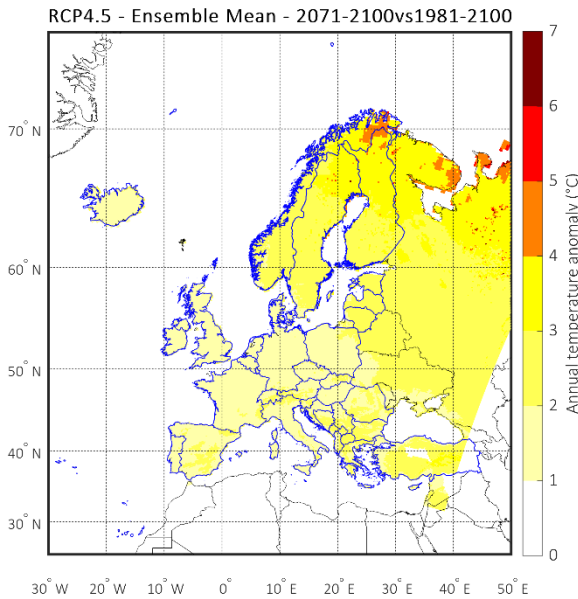 RCP4.5 - Ensemble Mean - 2071-2100vs1981-2100
7
6
5
4
3
2
1
0
Annual temperature anomaly (°C)
70° N
60° N
50° N
40° N
30° N
30° W 20° W 10° W 0° 10° E 20° E 30° E 40° E 50° E